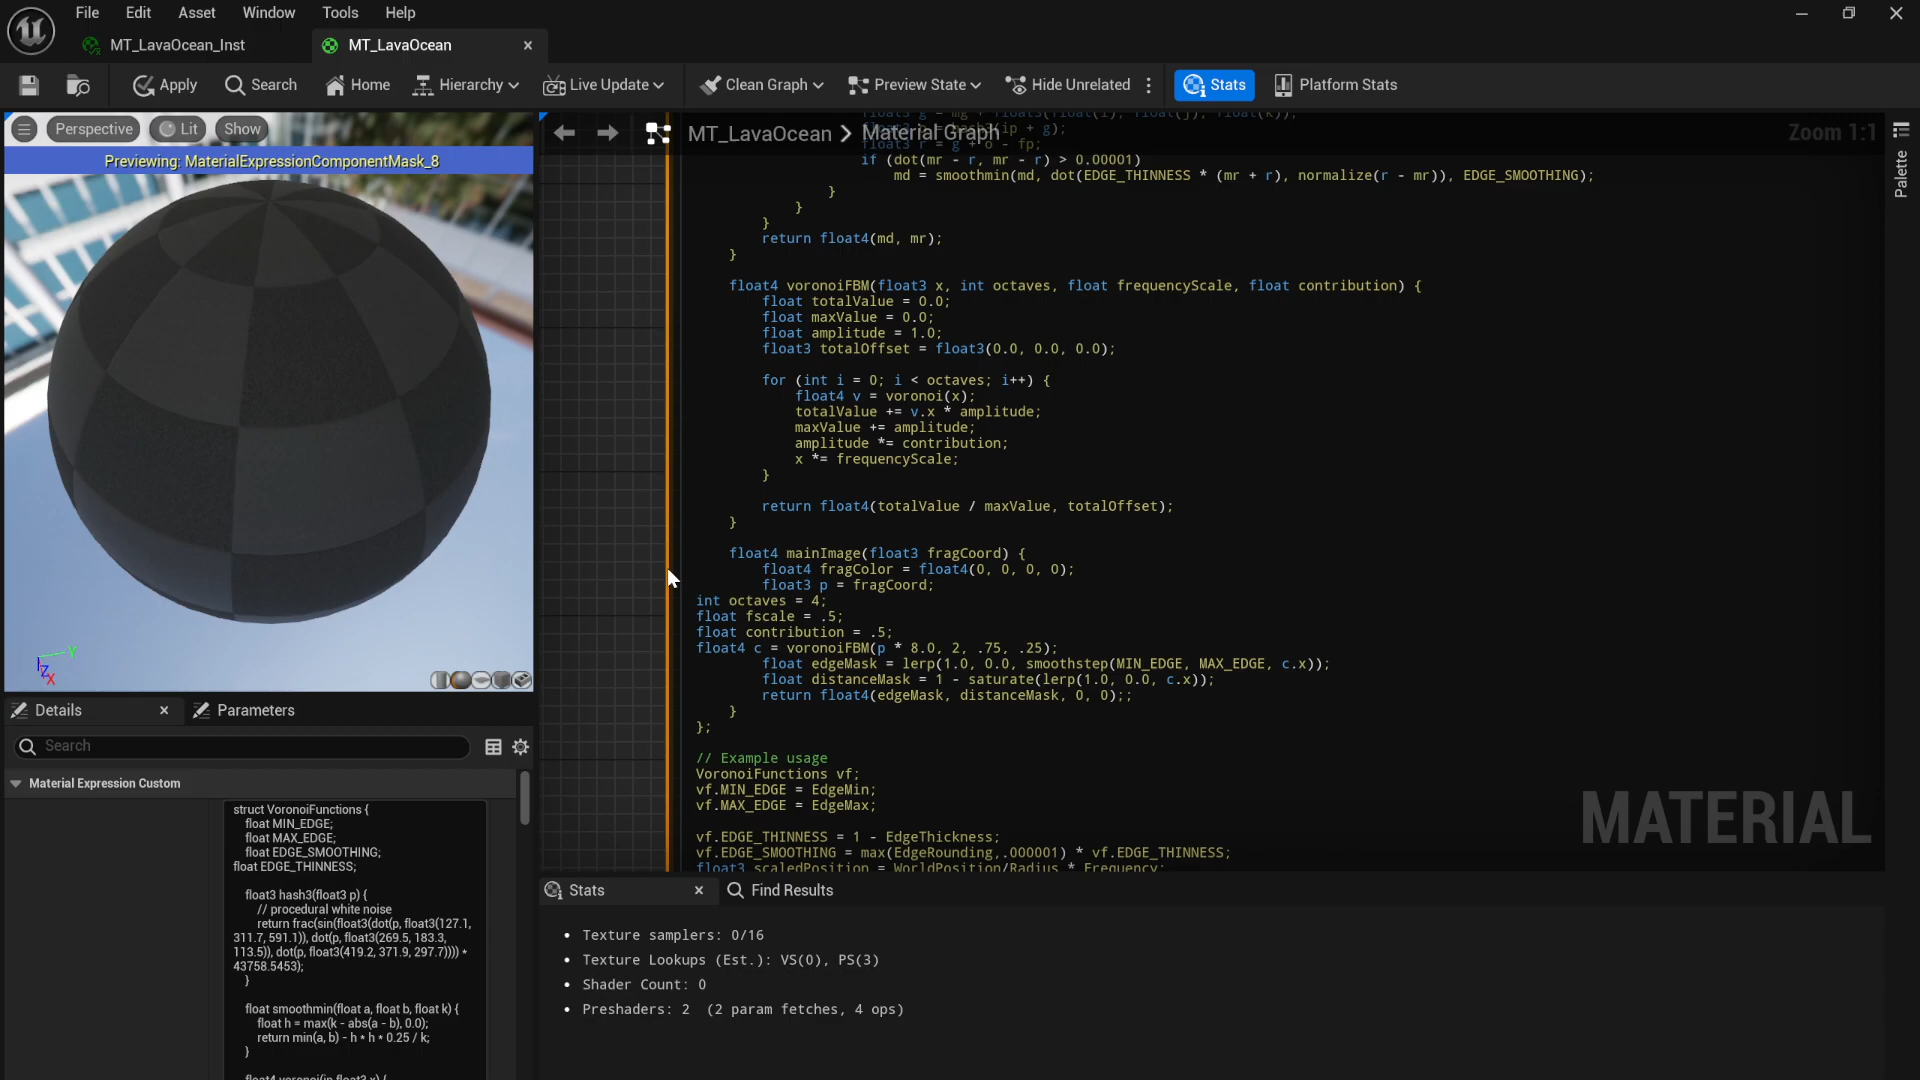 File Edit Asset Window Tools Help
MT_LavaOcean_Inst
MT_LavaOcean
Apply Search Home Hierarchy Live Update Clean Graph Preview State Hide Unrelated Stats Platform Stats
Perspective Lit Show
Previewing: MaterialExpressionComponentMask_8
MT_LavaOcean > Material Graph
Zoom 1:1
Palette
if (dot(mr - r, mr - r) > 0.00001)
md = smoothmin(md, dot(EDGE_THINNESS * (mr + r), normalize(r - mr)), EDGE_SMOOTHING);
}
}
}
return float4(md, mr);
}
float4 voronoiFBM(float3 x, int octaves, float frequencyScale, float contribution) {
float totalValue = 0.0;
float maxValue = 0.0;
float amplitude = 1.0;
float3 totalOffset = float3(0.0, 0.0, 0.0);
for (int i = 0; i < octaves; i++) {
float4 v = voronoi(x);
totalValue += v.x * amplitude;
maxValue += amplitude;
amplitude *= contribution;
x *= frequencyScale;
}
return float4(totalValue / maxValue, totalOffset);
}
float4 mainImage(float3 fragCoord) {
float4 fragColor = float4(0, 0, 0, 0);
float3 p = fragCoord;
int octaves = 4;
float fscale = .5;
float contribution = .5;
float4 c = voronoiFBM(p * 8.0, 2, .75, .25);
float edgeMask = lerp(1.0, 0.0, smoothstep(MIN_EDGE, MAX_EDGE, c.x));
float distanceMask = 1 - saturate(lerp(1.0, 0.0, c.x));
return float4(edgeMask, distanceMask, 0, 0);;
}
};
// Example usage
VoronoiFunctions vf;
vf.MIN_EDGE = EdgeMin;
vf.MAX_EDGE = EdgeMax;
vf.EDGE_THINNESS = 1 - EdgeThickness;
vf.EDGE_SMOOTHING = max(EdgeRounding,.000001) * vf.EDGE_THINNESS;
float3 scaledPosition = WorldPosition/Radius * Frequency;
MATERIAL
Y
Z
X
Details
Parameters
Search
Material Expression Custom
struct VoronoiFunctions {
float MIN_EDGE;
float MAX_EDGE;
float EDGE_SMOOTHING;
float EDGE_THINNESS;
float3 hash3(float3 p) {
// procedural white noise
return frac(sin(float3(dot(p, float3(127.1,
311.7, 591.1)), dot(p, float3(269.5, 183.3,
113.5)), dot(p, float3(419.2, 371.9, 297.7)))) *
43758.5453);
}
float smoothmin(float a, float b, float k) {
float h = max(k - abs(a - b), 0.0);
return min(a, b) - h * h * 0.25 / k;
}
float4 voronoi(in float3 x) {
Stats
Find Results
• Texture samplers: 0/16
• Texture Lookups (Est.): VS(0), PS(3)
• Shader Count: 0
• Preshaders: 2 (2 param fetches, 4 ops)